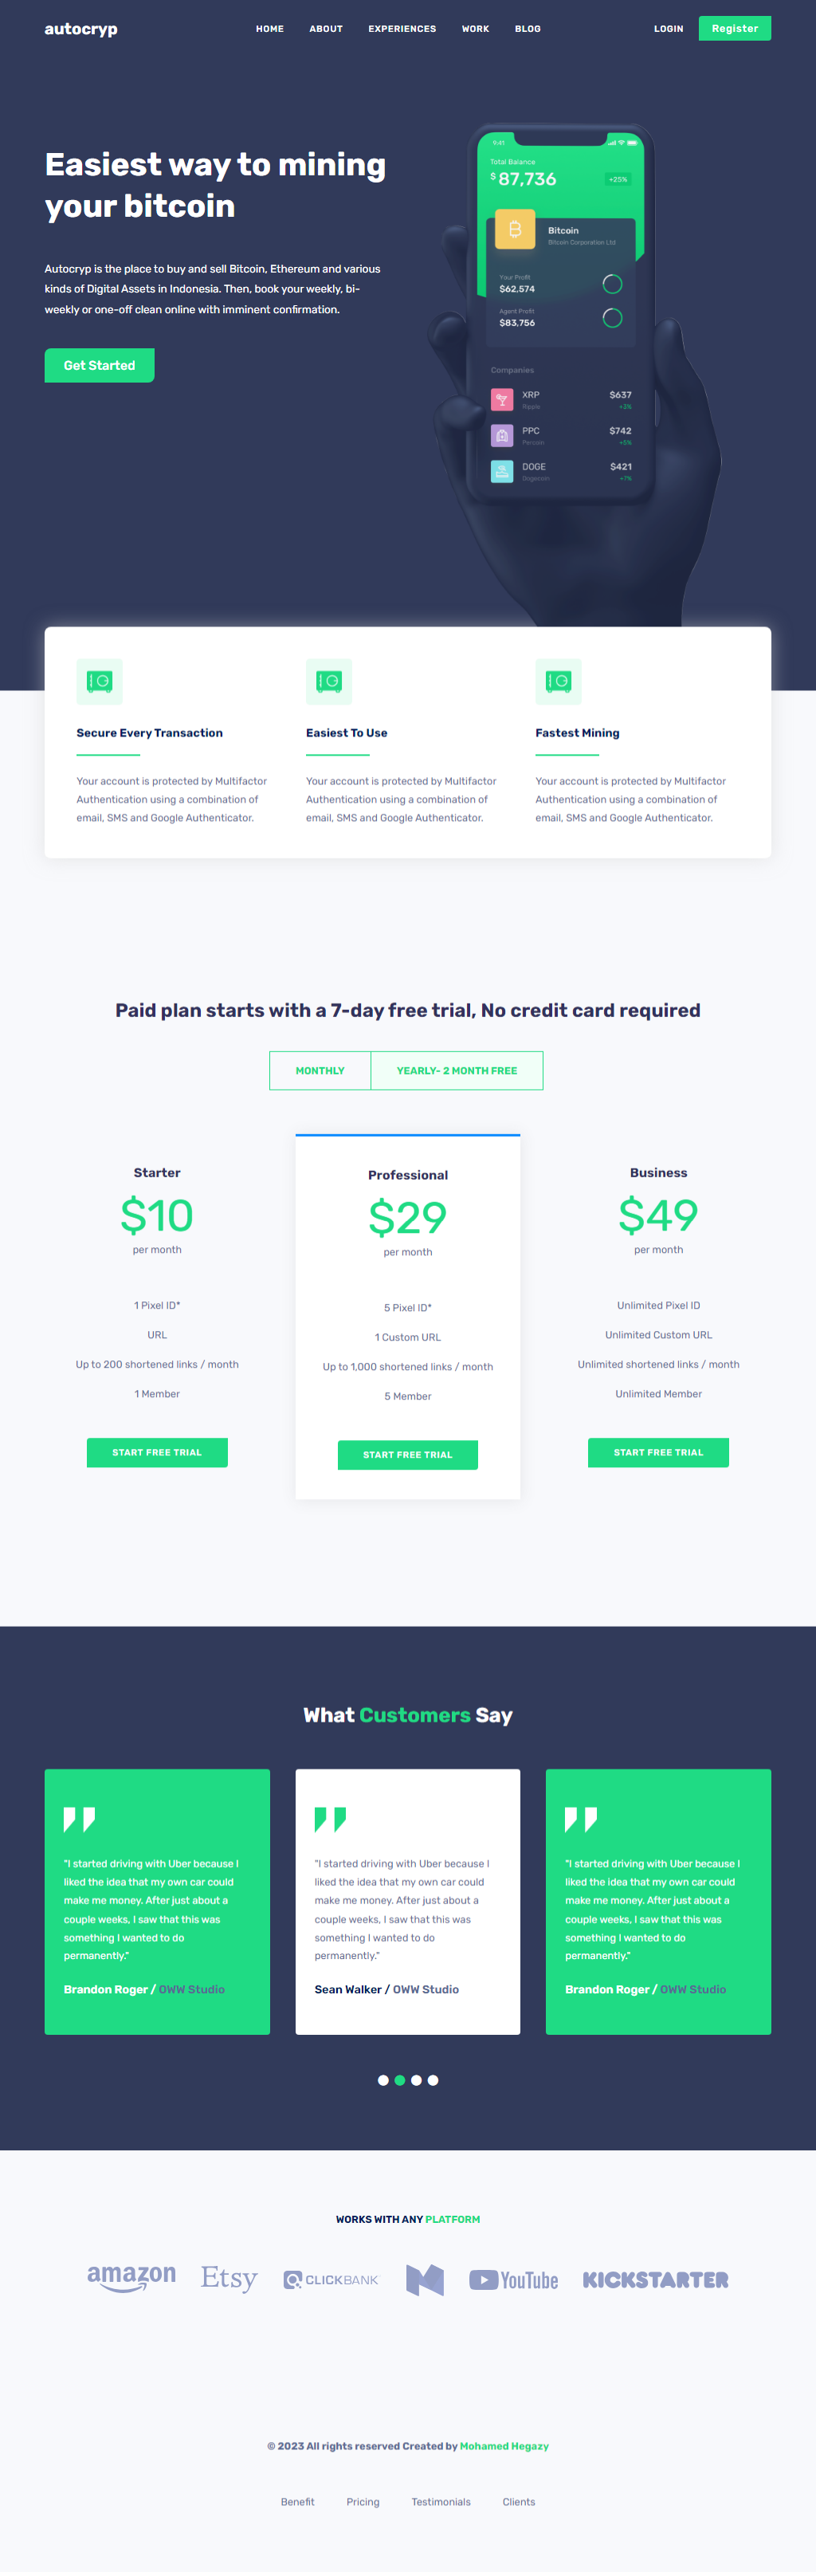 autocryp
HOME ABOUT EXPERIENCES WORK BLOG
LOGIN Register
Easiest way to mining
your bitcoin
Autocryp is the place to buy and sell Bitcoin, Ethereum and various
kinds of Digital Assets in Indonesia. Then, book your weekly, bi-
weekly or one-off clean online with imminent confirmation.
Get Started
9:41
Total Balance
$87,736
+25%
Bitcoin
Bitcoin Corporation Ltd
Your Profit
$62.574
Agent Profit
$83,756
Companies
XRP $637
Ripple +3%
PPC $742
Percoin +5%
DOGE $421
Dogecoin +7%
Secure Every Transaction
Your account is protected by Multifactor
Authentication using a combination of
email, SMS and Google Authenticator.
Easiest To Use
Your account is protected by Multifactor
Authentication using a combination of
email, SMS and Google Authenticator.
Fastest Mining
Your account is protected by Multifactor
Authentication using a combination of
email, SMS and Google Authenticator.
Paid plan starts with a 7-day free trial, No credit card required
MONTHLY YEARLY- 2 MONTH FREE
Starter
$10
per month
1 Pixel ID*
URL
Up to 200 shortened links / month
1 Member
START FREE TRIAL
Professional
$29
per month
5 Pixel ID*
1 Custom URL
Up to 1,000 shortened links / month
5 Member
START FREE TRIAL
Business
$49
per month
Unlimited Pixel ID
Unlimited Custom URL
Unlimited shortened links / month
Unlimited Member
START FREE TRIAL
What Customers Say
"I started driving with Uber because I
liked the idea that my own car could
make me money. After just about a
couple weeks, I saw that this was
something I wanted to do
permanently."
Brandon Roger / OWW Studio
"I started driving with Uber because I
liked the idea that my own car could
make me money. After just about a
couple weeks, I saw that this was
something I wanted to do
permanently."
Sean Walker / OWW Studio
"I started driving with Uber because I
liked the idea that my own car could
make me money. After just about a
couple weeks, I saw that this was
something I wanted to do
permanently."
Brandon Roger / OWW Studio
WORKS WITH ANY PLATFORM
amazon Etsy CLICKBANK YouTube KICKSTARTER
© 2023 All rights reserved Created by Mohamed Hegazy
Benefit Pricing Testimonials Clients